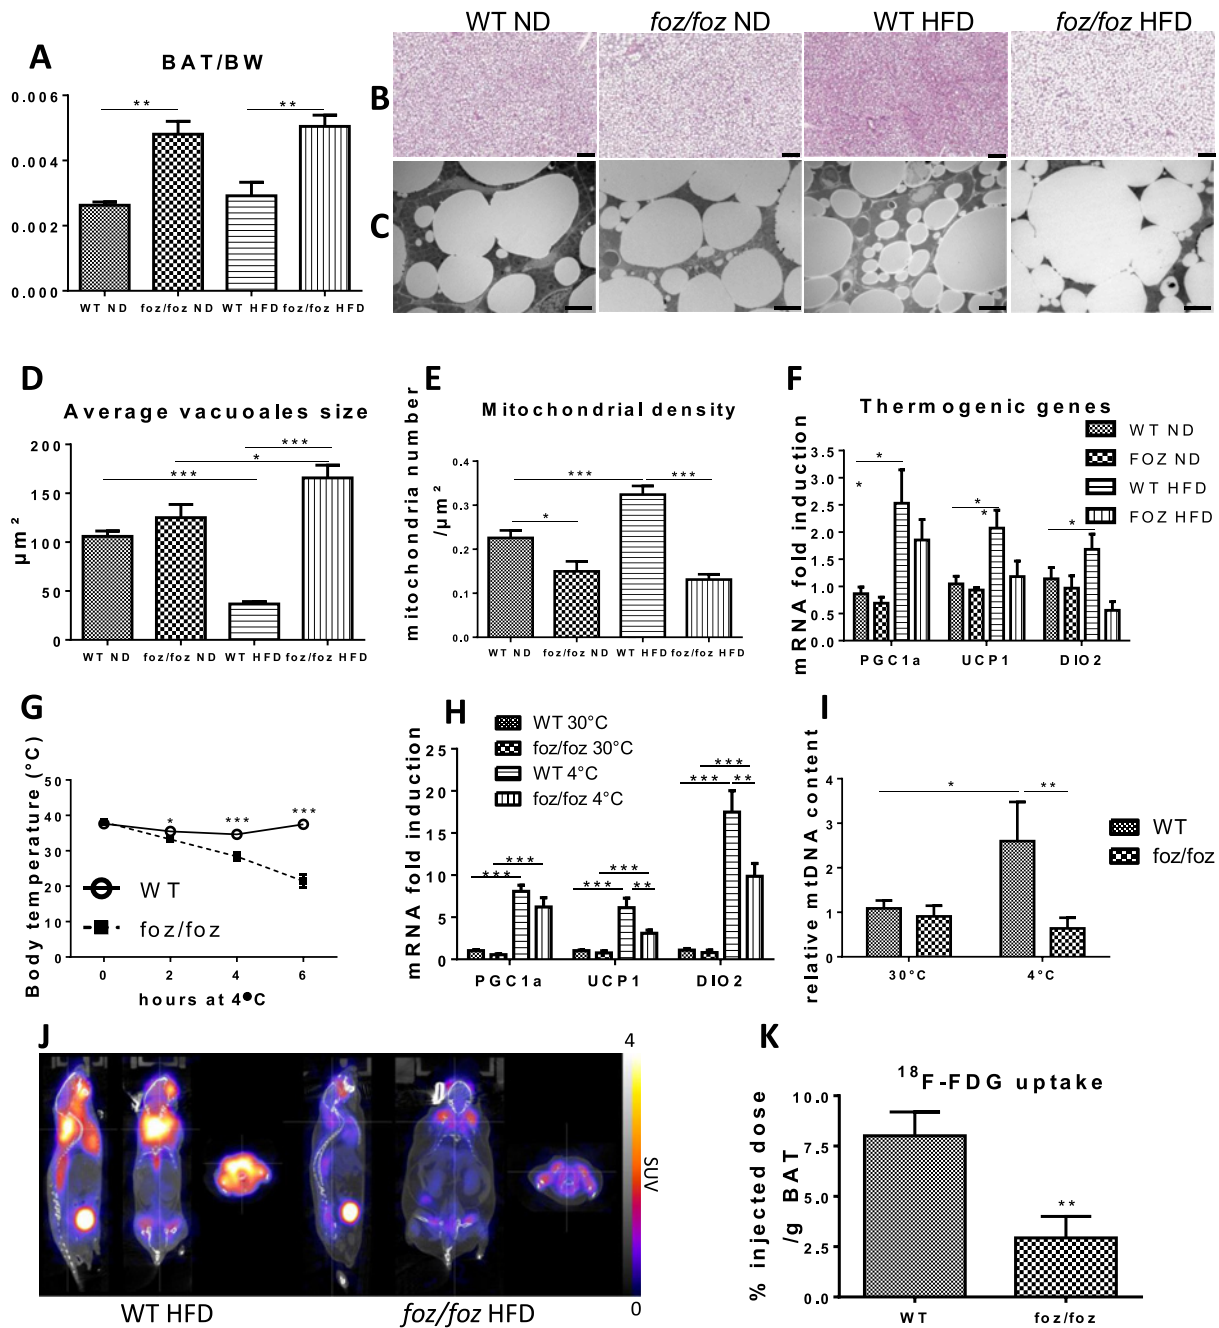 WT ND foz/foz ND WT HFD foz/foz HFD
A
BAT/BW
B
C
0.006
0.004
0.002
0.000
** **
WT ND foz/foz ND WT HFD foz/foz HFD
D
Average vacuoales size
µm²
200
150
100
50
0
***
*
***
WT ND foz/foz ND WT HFD foz/foz HFD
E
Mitochondrial density
mitochondria number
/µm²
0.4
0.3
0.2
0.1
0.0
*** ***
*
WT ND foz/foz ND WT HFD foz/foz HFD
F
Thermogenic genes
mRNA fold induction
WT ND
FOZ ND
WT HFD
FOZ HFD
3.5
3.0
2.5
2.0
1.5
1.0
0.5
0.0
*
*
*
*
*
PGC1a UCP1 DIO2
G
Body temperature (°C)
50
40
30
20
10
0
* *** ***
WT
foz/foz
0 2 4 6
hours at 4●C
H
WT 30°C
foz/foz 30°C
WT 4°C
foz/foz 4°C
mRNA fold induction
25
20
15
10
5
0
***
***
***
***
**
***
***
**
PGC1a UCP1 DIO2
I
relative mtDNA content
4
3
2
1
0
* **
WT
foz/foz
30°C 4°C
J
4
SUV
0
WT HFD foz/foz HFD
K
18F-FDG uptake
% injected dose
/g BAT
10.0
7.5
5.0
2.5
0.0
**
WT foz/foz